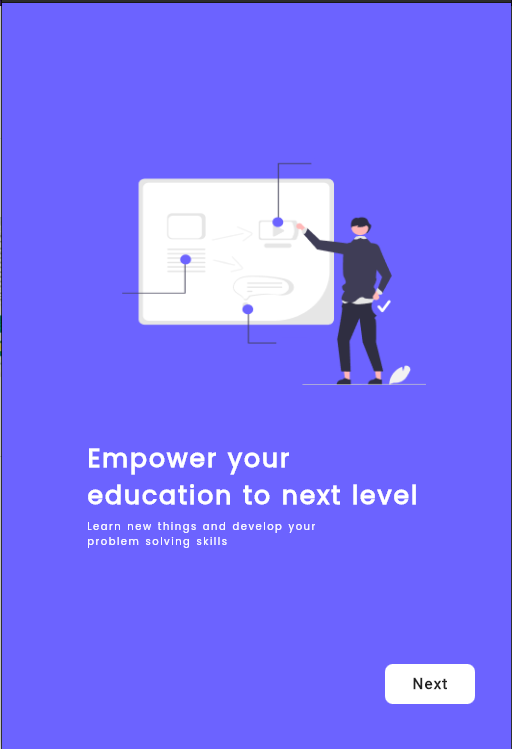 Empower your
education to next level
Learn new things and develop your
problem solving skills
Next